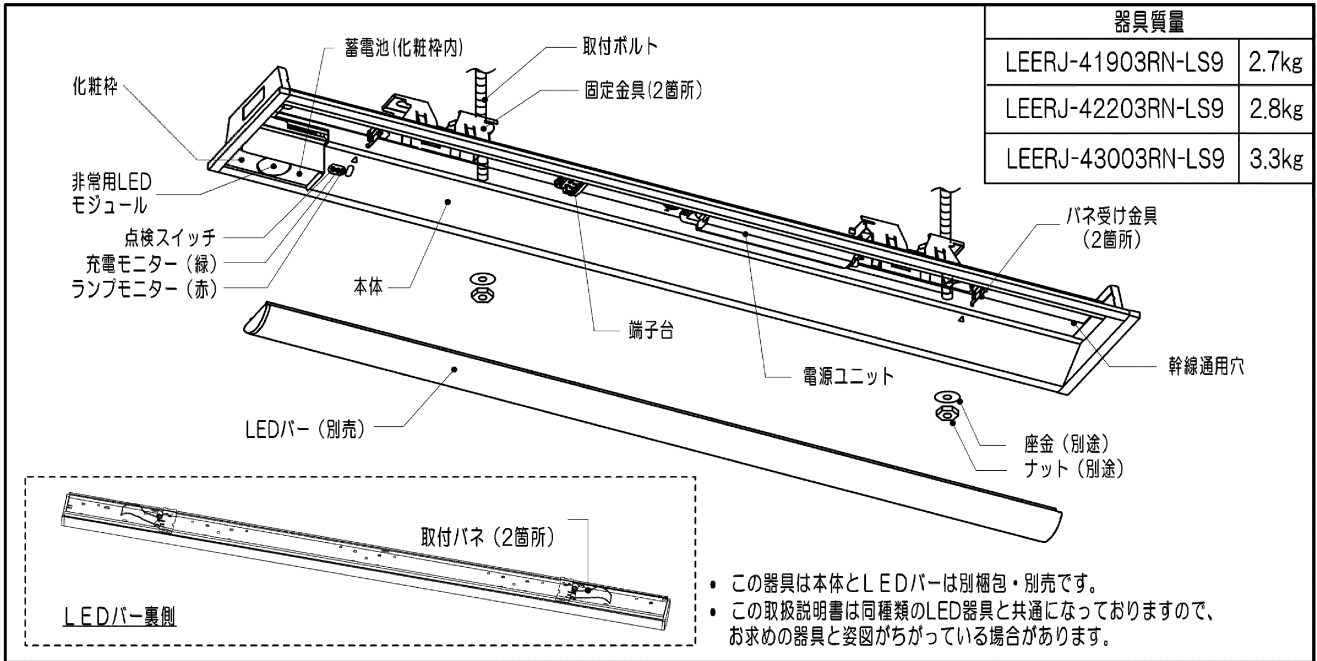 器具質量
LEERJ-41903RN-LS9 2.7kg
LEERJ-42203RN-LS9 2.8kg
LEERJ-43003RN-LS9 3.3kg
蓄電池(化粧枠内)
取付ボルト
化粧枠
固定金具(2箇所)
非常用LED
モジュール
点検スイッチ
充電モニター(緑)
ランプモニター(赤)
本体
バネ受け金具
(2箇所)
端子台
電源ユニット
幹線通用穴
LEDバー(別売)
座金(別途)
ナット(別途)
取付バネ(2箇所)
LEDバー裏側
• この器具は本体とLEDバーは別梱包・別売です。
• この取扱説明書は同種類のLED器具と共通になっておりますので、
お求めの器具と姿図がちがっている場合があります。